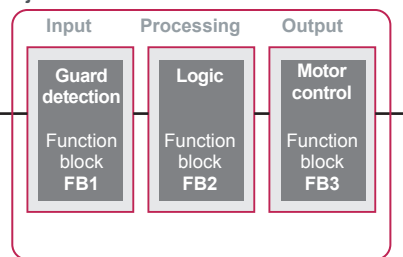 Input Processing Output
Guard
detection
Function
block
FB1
Logic
Function
block
FB2
Motor
control
Function
block
FB3